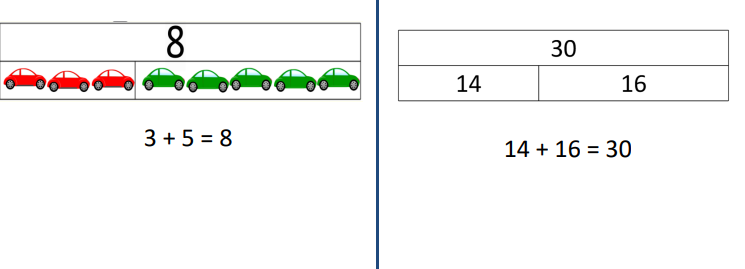 8
3 + 5 = 8
30
14 16
14 + 16 = 30